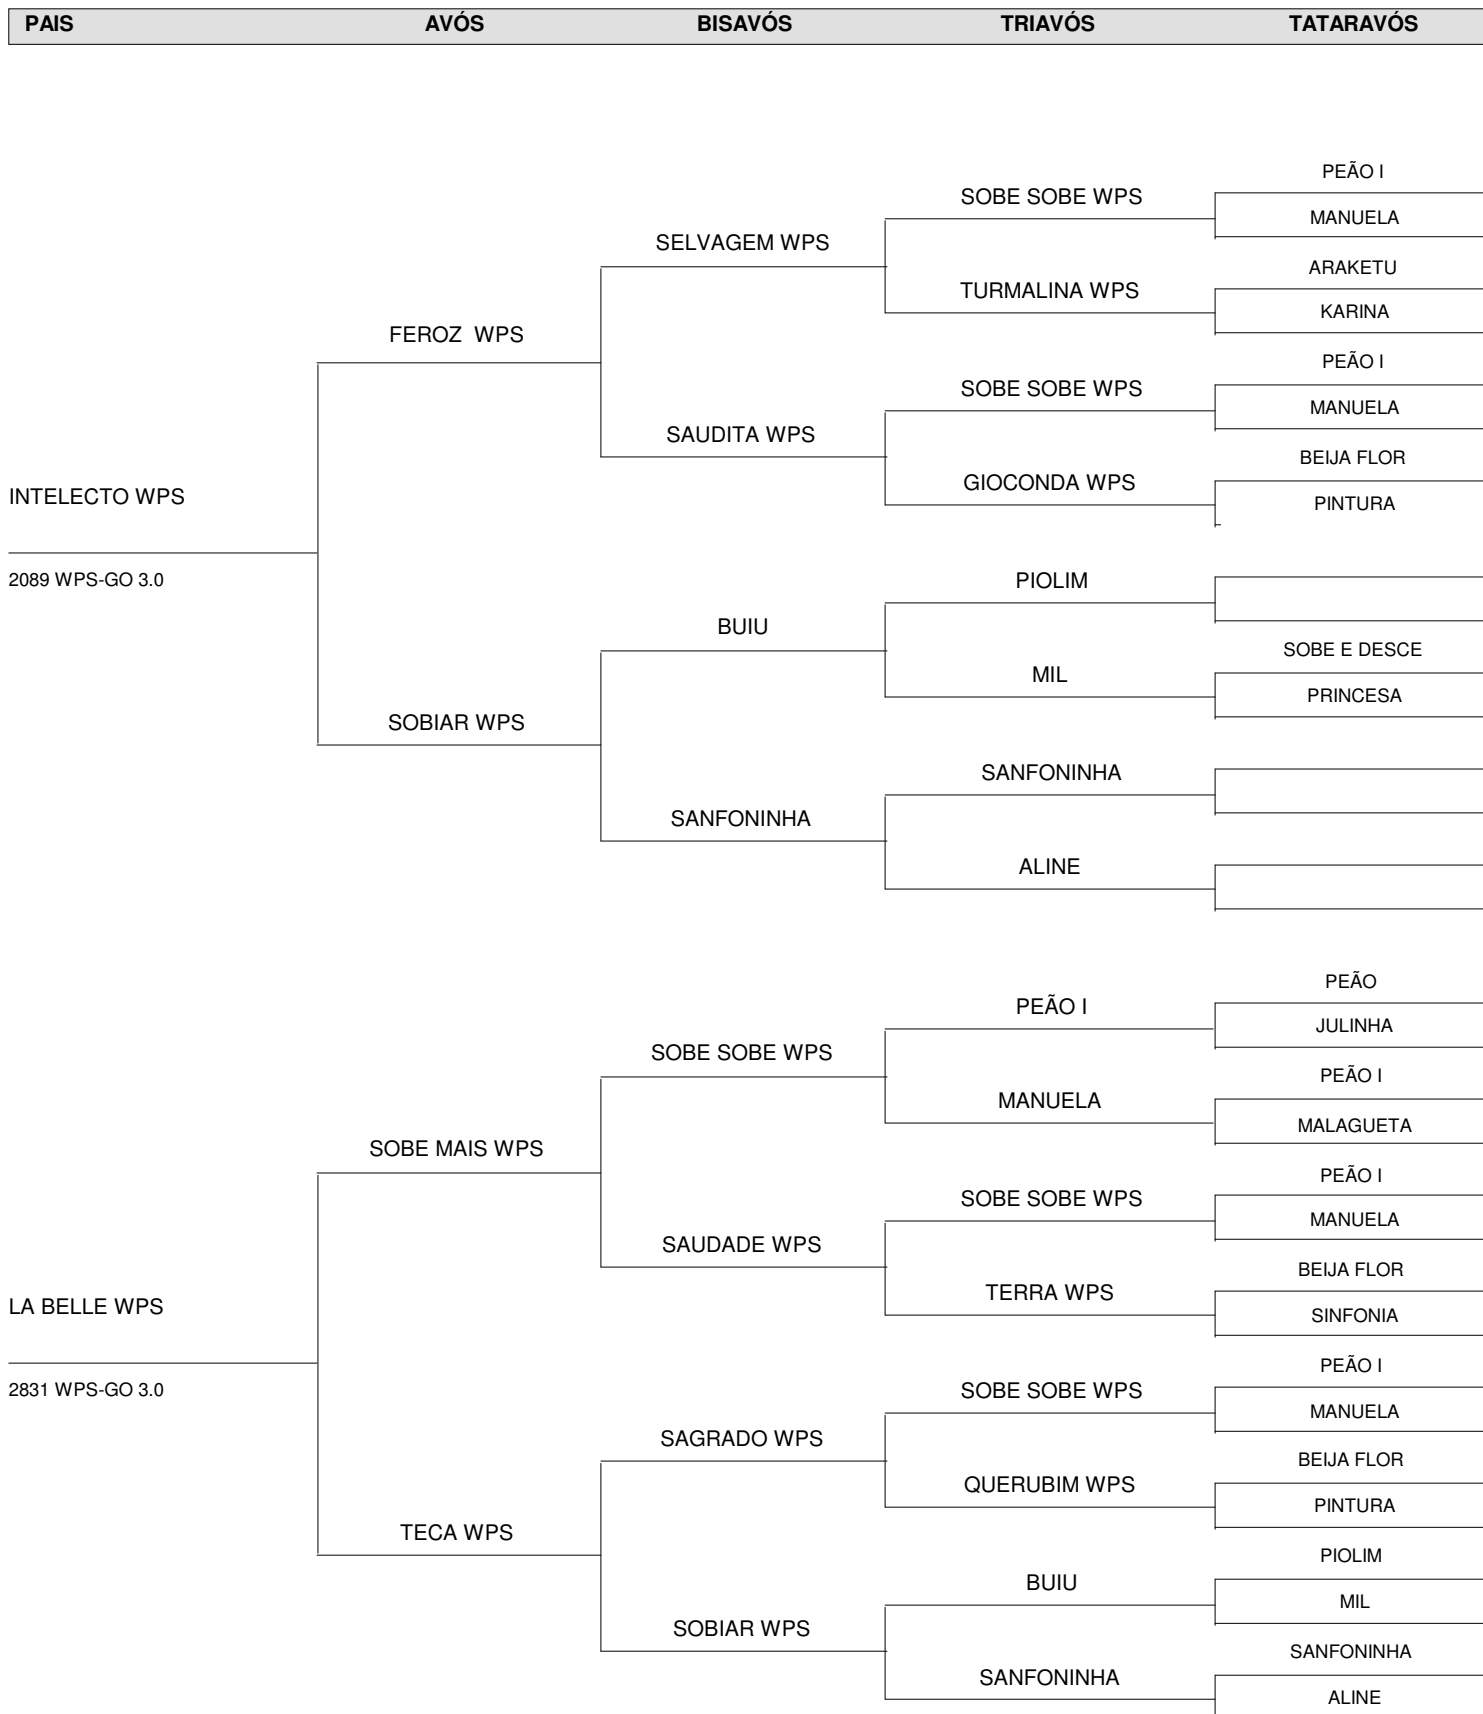 PAIS AVÓS BISAVÓS TRIAVÓS TATARAVÓS
PEÃO I
SOBE SOBE WPS
MANUELA
SELVAGEM WPS
ARAKETU
TURMALINA WPS
KARINA
FEROZ  WPS
PEÃO I
SOBE SOBE WPS
MANUELA
SAUDITA WPS
BEIJA FLOR
GIOCONDA WPS
INTELECTO WPS
PINTURA
2089 WPS-GO 3.0
PIOLIM
BUIU
SOBE E DESCE
MIL
PRINCESA
SOBIAR WPS
SANFONINHA
SANFONINHA
ALINE
PEÃO
PEÃO I
JULINHA
SOBE SOBE WPS
PEÃO I
MANUELA
MALAGUETA
SOBE MAIS WPS
PEÃO I
SOBE SOBE WPS
MANUELA
SAUDADE WPS
BEIJA FLOR
TERRA WPS
LA BELLE WPS
SINFONIA
PEÃO I
2831 WPS-GO 3.0
SOBE SOBE WPS
MANUELA
SAGRADO WPS
BEIJA FLOR
QUERUBIM WPS
PINTURA
TECA WPS
PIOLIM
BUIU
MIL
SOBIAR WPS
SANFONINHA
SANFONINHA
ALINE